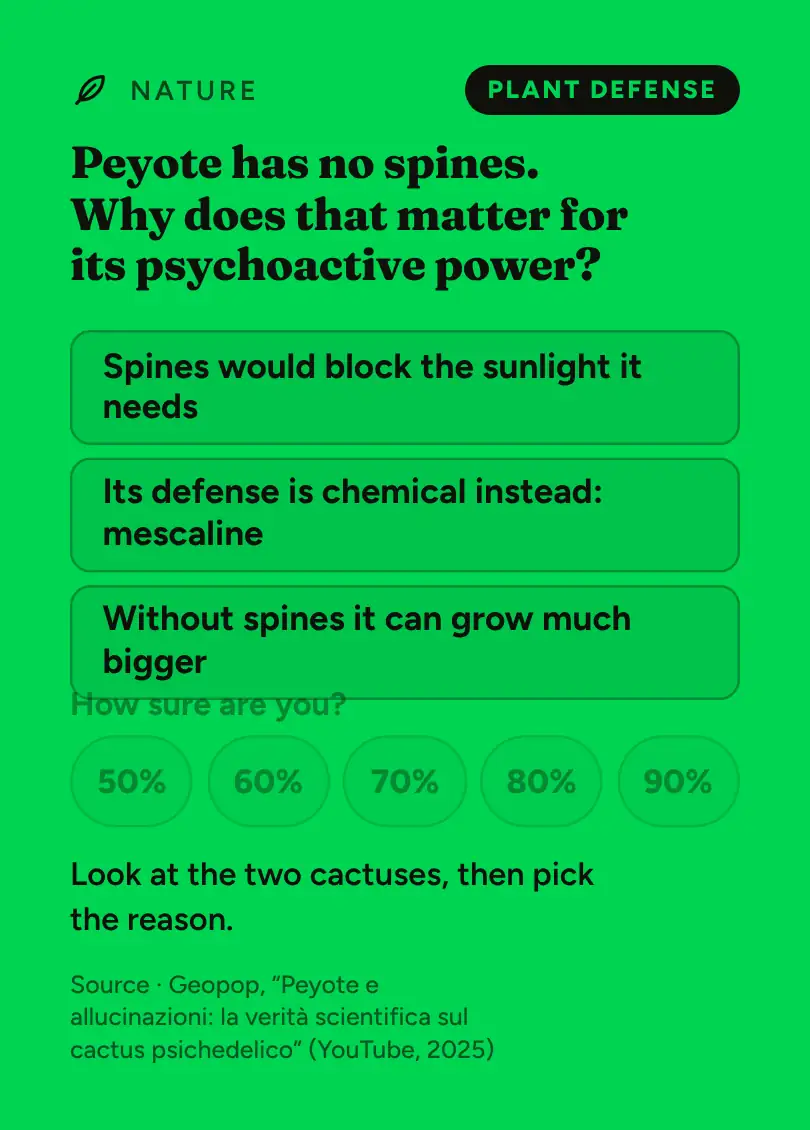 NATURE
PLANT DEFENSE
Peyote has no spines.
Why does that matter for
its psychoactive power?
Spines would block the sunlight it
needs
Its defense is chemical instead:
mescaline
Without spines it can grow much
bigger
How sure are you?
50% 60% 70% 80% 90%
Look at the two cactuses, then pick
the reason.
Source · Geopop, “Peyote e
allucinazioni: la verità scientifica sul
cactus psichedelico” (YouTube, 2025)